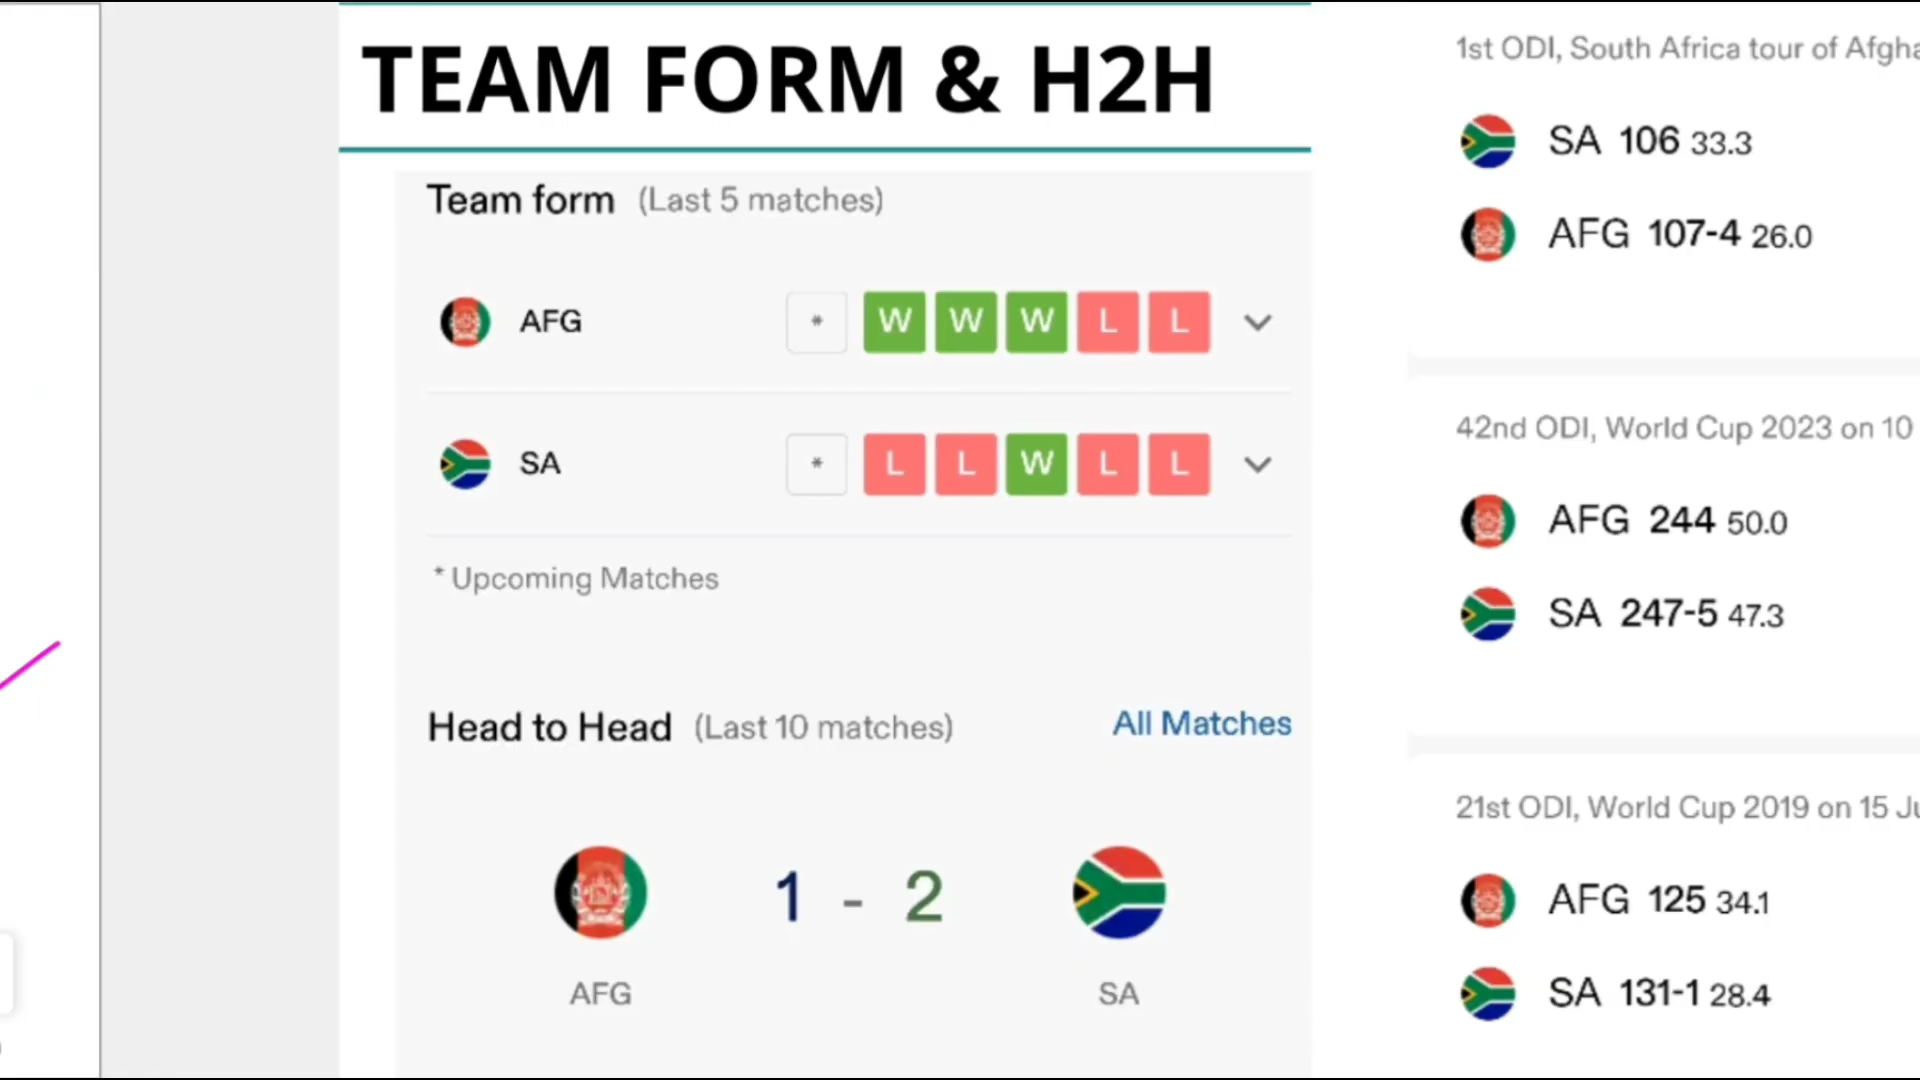 TEAM FORM & H2H
Team form (Last 5 matches)
AFG * W W W L L
SA * L L W L L
* Upcoming Matches
Head to Head (Last 10 matches) All Matches
1 - 2
AFG SA
1st ODI, South Africa tour of Afgha
SA 106 33.3
AFG 107-4 26.0
42nd ODI, World Cup 2023 on 10
AFG 244 50.0
SA 247-5 47.3
21st ODI, World Cup 2019 on 15 Ju
AFG 125 34.1
SA 131-1 28.4